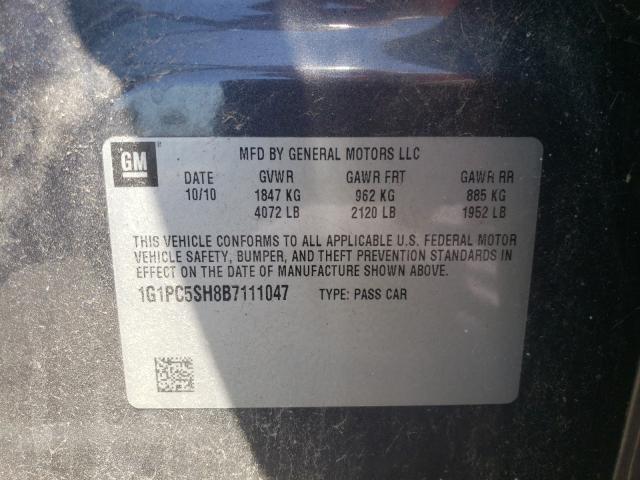 GM
MFD BY GENERAL MOTORS LLC
DATE GVWR GAWR FRT GAWR RR
10/10 1847 KG 962 KG 885 KG
4072 LB 2120 LB 1952 LB
THIS VEHICLE CONFORMS TO ALL APPLICABLE U.S. FEDERAL MOTOR
VEHICLE SAFETY, BUMPER, AND THEFT PREVENTION STANDARDS IN
EFFECT ON THE DATE OF MANUFACTURE SHOWN ABOVE.
1G1PC5SH8B7111047 TYPE: PASS CAR